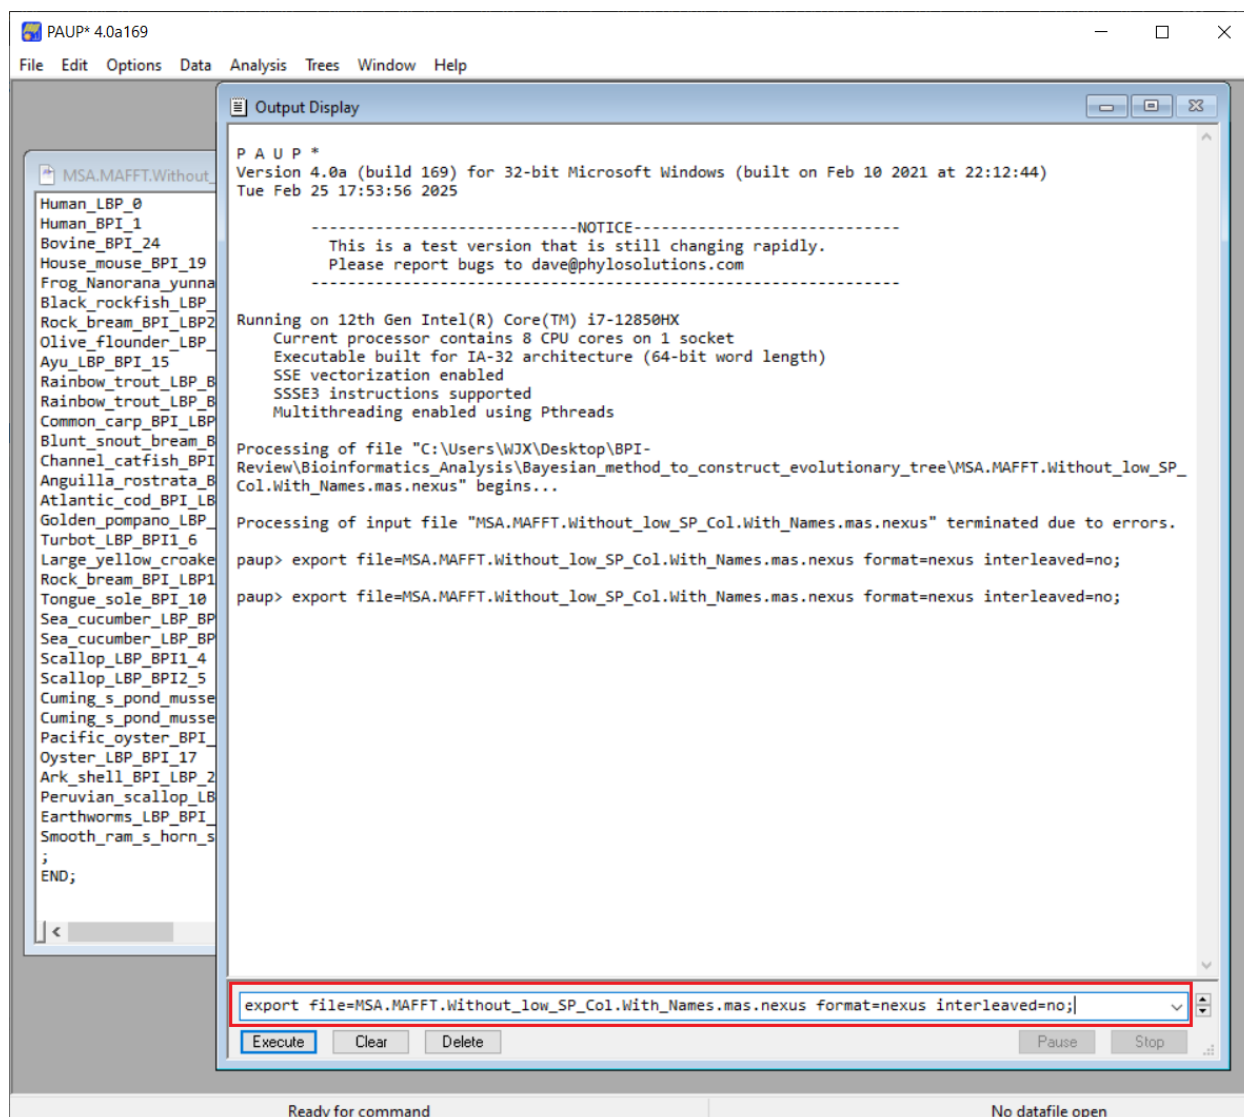 PAUP* 4.0a169
File Edit Options Data Analysis Trees Window Help
MSA.MAFFT.Without_
Human_LBP_0
Human_BPI_1
Bovine_BPI_24
House_mouse_BPI_19
Frog_Nanorana_yunna
Black_rockfish_LBP_
Rock_bream_BPI_LBP2
Olive_flounder_LBP_
Ayu_LBP_BPI_15
Rainbow_trout_LBP_B
Rainbow_trout_LBP_B
Common_carp_BPI_LBP
Blunt_snout_bream_B
Channel_catfish_BPI
Anguilla_rostrata_B
Atlantic_cod_BPI_LB
Golden_pompano_LBP_
Turbot_LBP_BPI1_6
Large_yellow_croake
Rock_bream_BPI_LBP1
Tongue_sole_BPI_10
Sea_cucumber_LBP_BP
Sea_cucumber_LBP_BP
Scallop_LBP_BPI1_4
Scallop_LBP_BPI2_5
Cuming_s_pond_musse
Cuming_s_pond_musse
Pacific_oyster_BPI_
Oyster_LBP_BPI_17
Ark_shell_BPI_LBP_2
Peruvian_scallop_LB
Earthworms_LBP_BPI_
Smooth_ram_s_horn_s
;
END;
Output Display
P A U P *
Version 4.0a (build 169) for 32-bit Microsoft Windows (built on Feb 10 2021 at 22:12:44)
Tue Feb 25 17:53:56 2025
-----------------------------NOTICE-----------------------------
This is a test version that is still changing rapidly.
Please report bugs to dave@phylosolutions.com
----------------------------------------------------------------
Running on 12th Gen Intel(R) Core(TM) i7-12850HX
Current processor contains 8 CPU cores on 1 socket
Executable built for IA-32 architecture (64-bit word length)
SSE vectorization enabled
SSSE3 instructions supported
Multithreading enabled using Pthreads
Processing of file "C:\Users\WJX\Desktop\BPI-
Review\Bioinformatics_Analysis\Bayesian_method_to_construct_evolutionary_tree\MSA.MAFFT.Without_low_SP_
Col.With_Names.mas.nexus" begins...
Processing of input file "MSA.MAFFT.Without_low_SP_Col.With_Names.mas.nexus" terminated due to errors.
paup> export file=MSA.MAFFT.Without_low_SP_Col.With_Names.mas.nexus format=nexus interleaved=no;
paup> export file=MSA.MAFFT.Without_low_SP_Col.With_Names.mas.nexus format=nexus interleaved=no;
export file=MSA.MAFFT.Without_low_SP_Col.With_Names.mas.nexus format=nexus interleaved=no;
Execute Clear Delete Pause Stop
Ready for command No datafile open